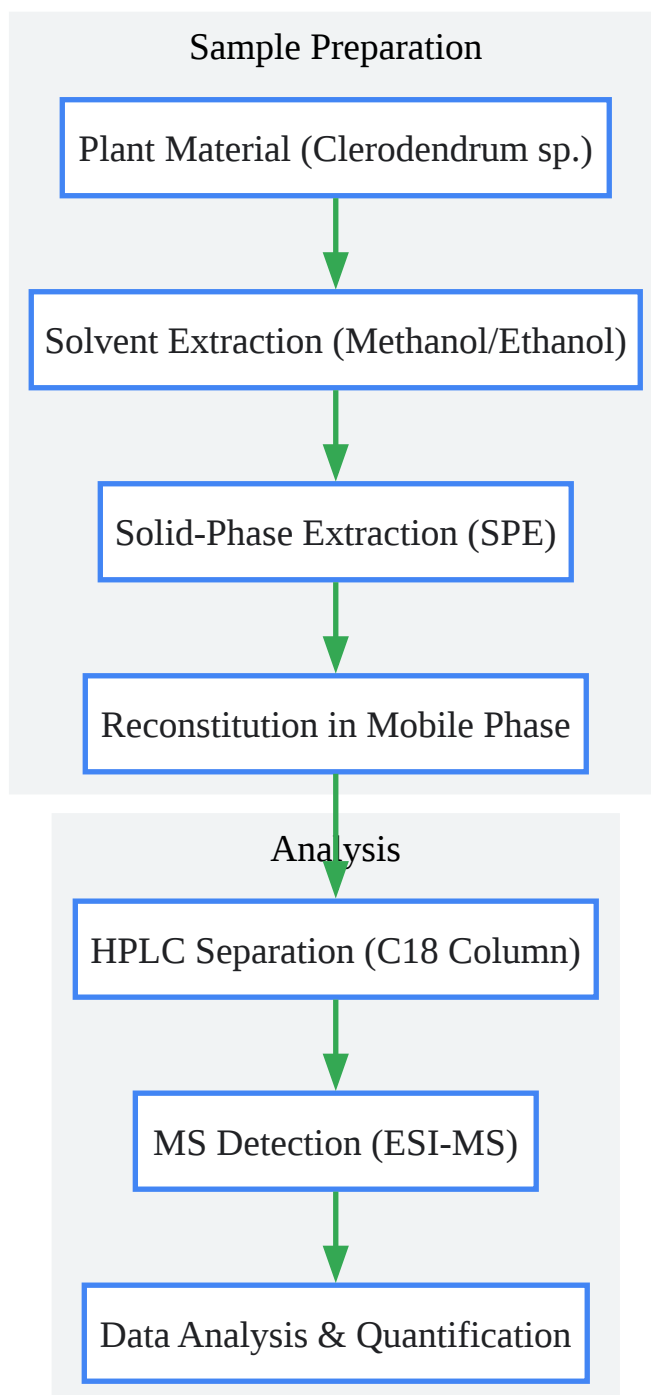 Sample Preparation
Plant Material (Clerodendrum sp.)
Solvent Extraction (Methanol/Ethanol)
Solid-Phase Extraction (SPE)
Reconstitution in Mobile Phase
Analysis
HPLC Separation (C18 Column)
MS Detection (ESI-MS)
Data Analysis & Quantification